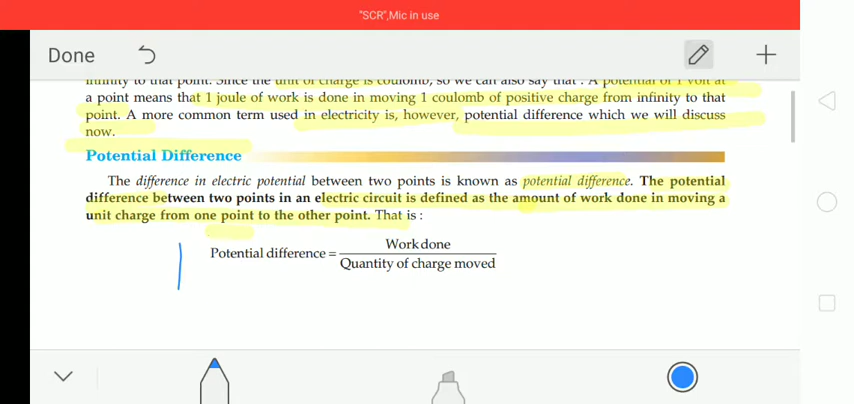 "SCR",Mic in use
Done
infinity to that point. Since the unit of charge is coulomb, so we can also say that : A potential of 1 volt at
a point means that 1 joule of work is done in moving 1 coulomb of positive charge from infinity to that
point. A more common term used in electricity is, however, potential difference which we will discuss
now.
Potential Difference
The difference in electric potential between two points is known as potential difference. The potential
difference between two points in an electric circuit is defined as the amount of work done in moving a
unit charge from one point to the other point. That is :
Potential difference = Work done
Quantity of charge moved